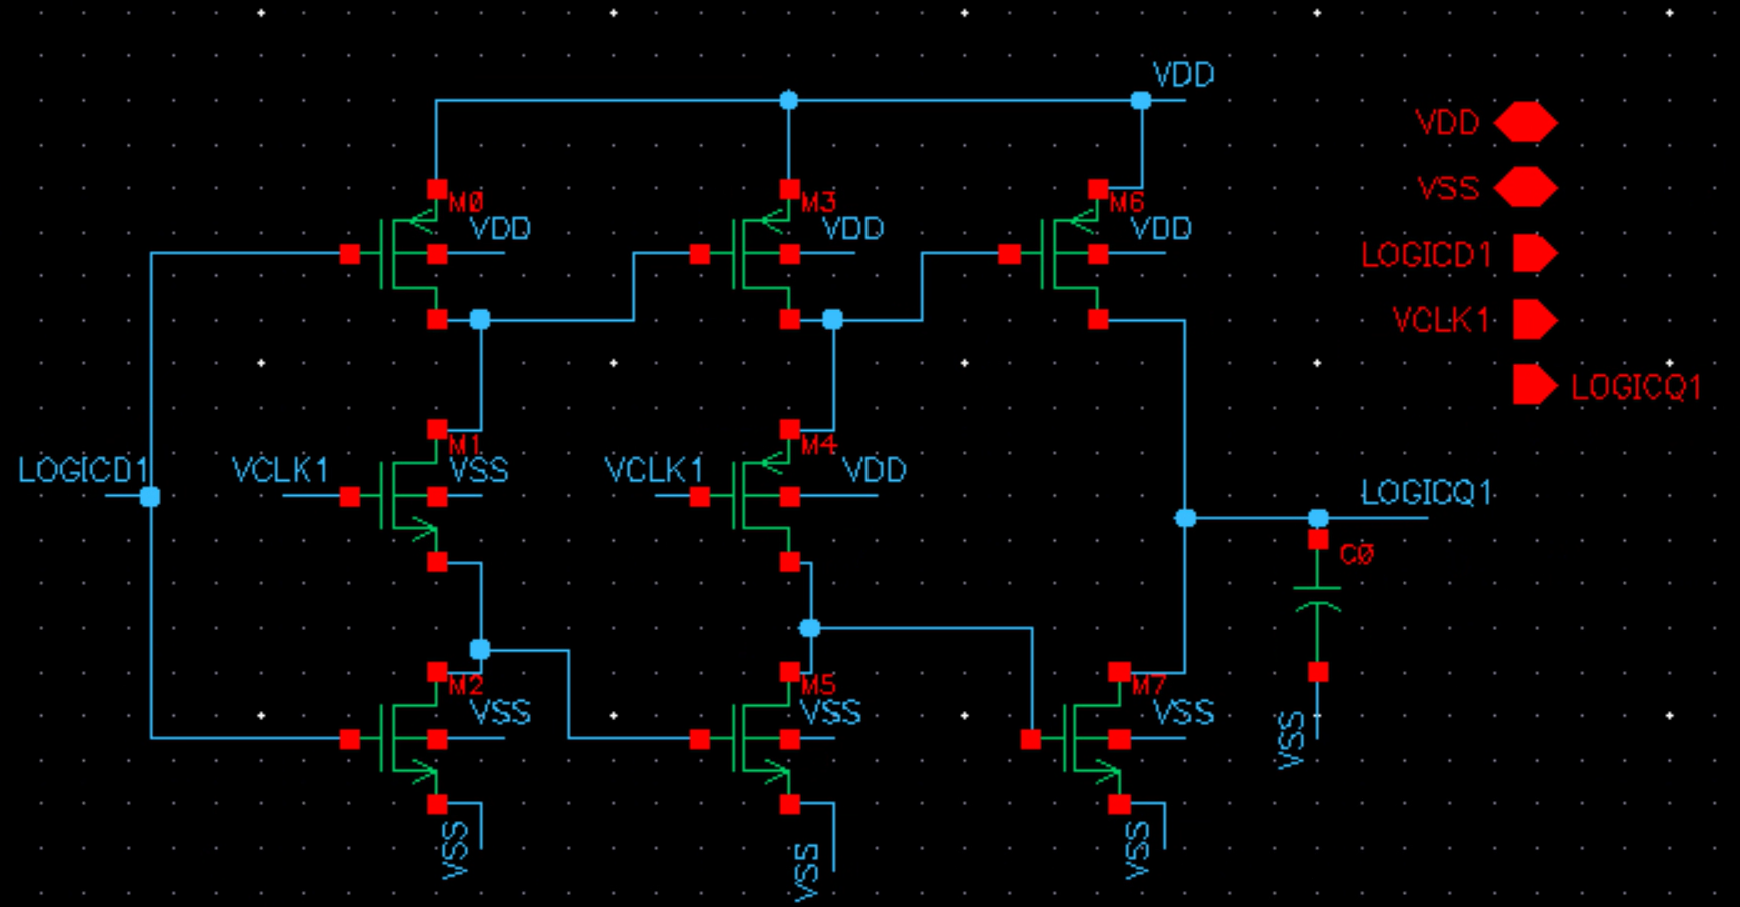 VDD
VDD
M0
M3
M6
VSS
VDD
VDD
VDD
LOGICD1
VCLK1
LOGICQ1
M1
M4
LOGICD1
VCLK1
VSS
VCLK1
VDD
LOGICQ1
C0
M2
M5
M7
VSS
VSS
VSS
VSS
VSS
VSS
VSS